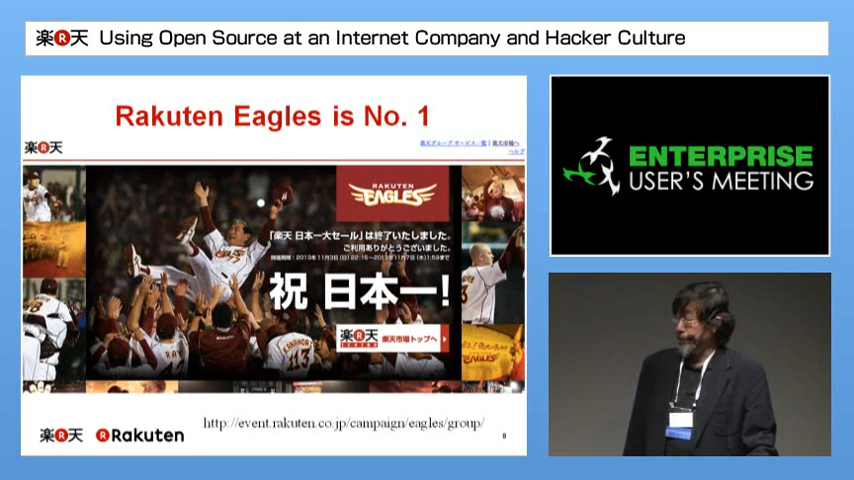 楽R天 Using Open Source at an Internet Company and Hacker Culture
Rakuten Eagles is No. 1
楽R天
楽天グループ サービス一覧 | 楽天市場へ
ヘルプ
RAKUTEN
EAGLES
「楽天 日本一大セール」は終了いたしました。
ご利用ありがとうございました。
開催期間：2013年11月3日(日)22:15～2013年11月7日(木)1:59まで
祝 日本一!
楽R天
ICHIBA
楽天市場トップへ
EAGLES
http://event.rakuten.co.jp/campaign/eagles/group/
楽R天 R Rakuten
8
ENTERPRISE
USER'S MEETING